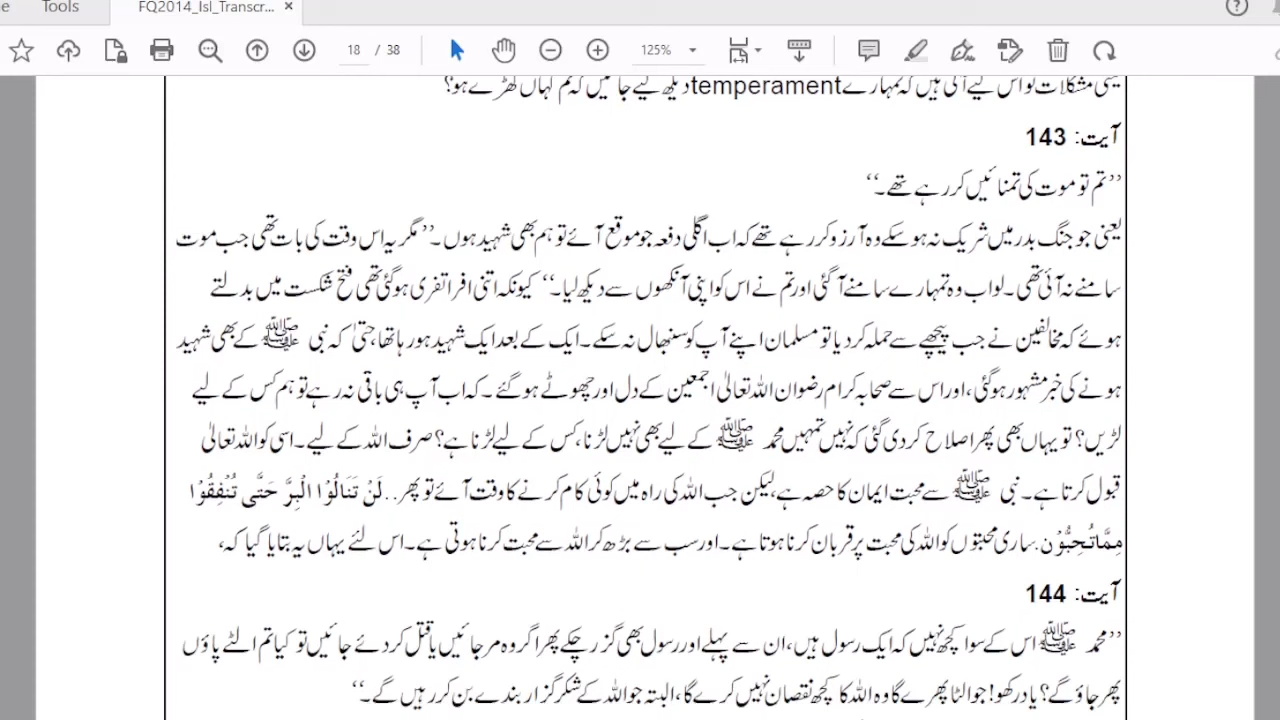 Tools FQ2014_Isl_Transcr... ×
18 / 38 125%
مشکلات تو اس لیے آتی ہیں کہ تمہارے temperament دیکھ لیے جائیں کہ تم کہاں کھڑے ہو؟
آیت: 143
’’تم تو موت کی تمنائیں کر رہے تھے۔‘‘
یعنی جو جنگ بدر میں شریک نہ ہو سکے وہ آرزو کر رہے تھے کہ اب اگلی دفعہ جو موقع آئے تو ہم بھی شہید ہوں۔’’مگر یہ اس وقت کی بات تھی جب موت
سامنے نہ آئی تھی۔ لو اب وہ تمہارے سامنے آ گئی اور تم نے اس کو اپنی آنکھوں سے دیکھ لیا۔‘‘ کیونکہ اتنی افراتفری ہو گئی تھی فتح شکست میں بدلتے
ہوئے کہ مخالفین نے جب پیچھے سے حملہ کر دیا تو مسلمان اپنے آپ کو سنبھال نہ سکے۔ ایک کے بعد ایک شہید ہو رہا تھا، حتیٰ کہ نبی ﷺ کے بھی شہید
ہونے کی خبر مشہور ہو گئی، اور اس سے صحابہ کرام رضوان اللہ تعالیٰ اجمعین کے دل اور چھوٹے ہو گئے۔ کہ اب آپ ہی باقی نہ رہے تو ہم کس کے لیے
لڑیں؟ تو یہاں بھی پھر اصلاح کر دی گئی کہ نہیں تمہیں محمد ﷺ کے لیے بھی نہیں لڑنا، کس کے لیے لڑنا ہے؟ صرف اللہ کے لیے۔ اسی کو اللہ تعالیٰ
قبول کرتا ہے۔ نبی ﷺ سے محبت ایمان کا حصہ ہے، لیکن جب اللہ کی راہ میں کوئی کام کرنے کا وقت آئے تو پھر.. لَنْ تَنَالُوْا الْبِرَّ حَتّٰى تُنْفِقُوْا
مِمَّا تُحِبُّوْن. ساری محبتوں کو اللہ کی محبت پر قربان کرنا ہوتا ہے۔ اور سب سے بڑھ کر اللہ سے محبت کرنا ہوتی ہے۔ اس لئے یہاں یہ بتایا گیا کہ،
آیت: 144
’’محمد ﷺ اس کے سوا کچھ نہیں کہ ایک رسول ہیں، ان سے پہلے اور رسول بھی گزر چکے پھر اگر وہ مر جائیں یا قتل کر دئے جائیں تو کیا تم الٹے پاؤں
پھر جاؤ گے؟ یاد رکھو! جو الٹا پھرے گا وہ اللہ کا کچھ نقصان نہیں کرے گا، البتہ جو اللہ کے شکر گزار بندے بن کر رہیں گے۔‘‘